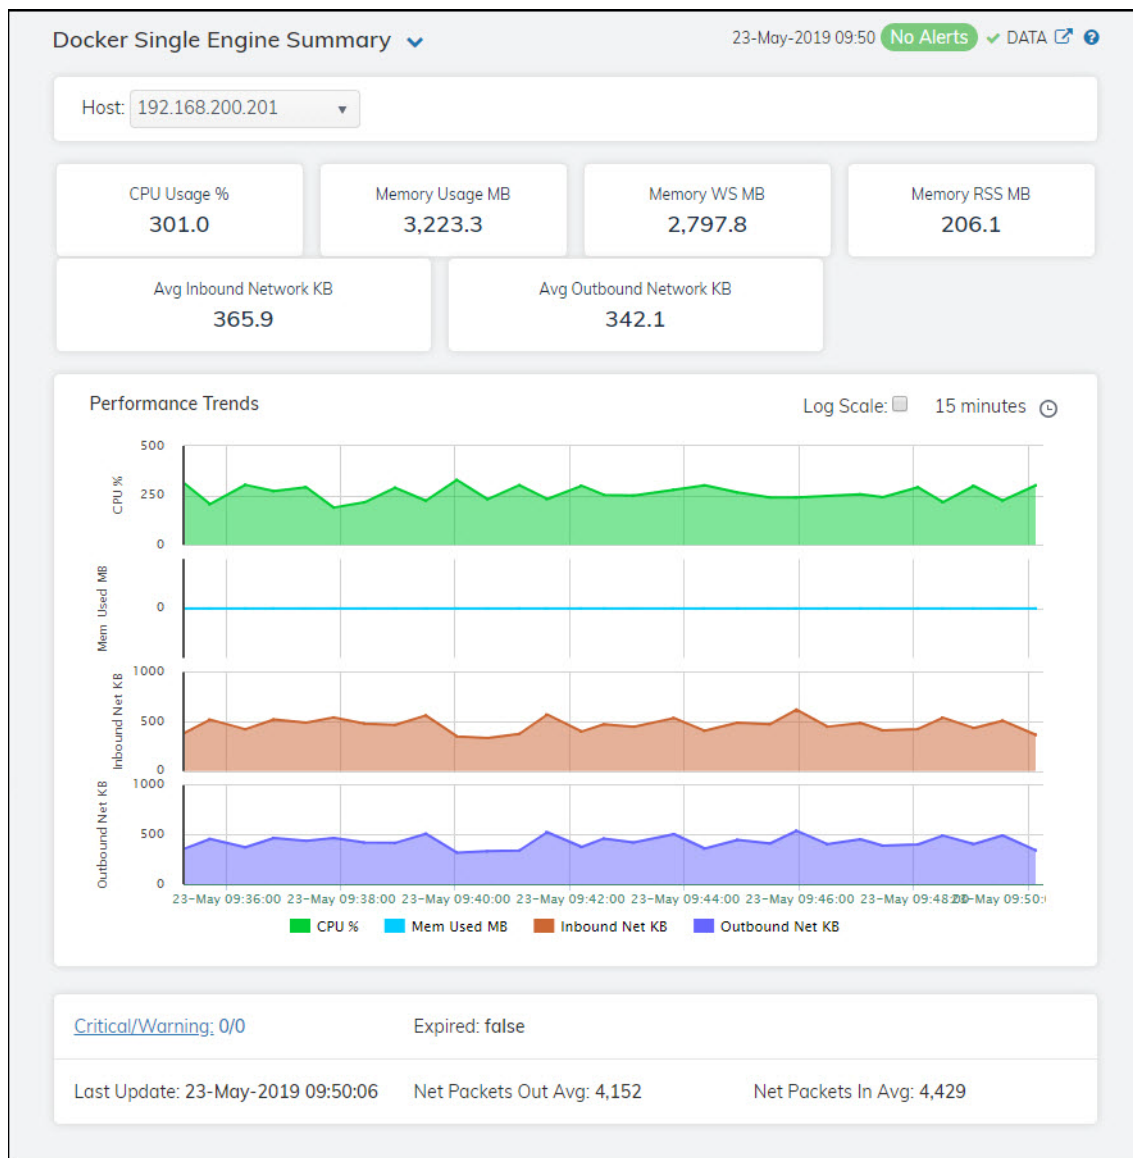 Docker Single Engine Summary
23-May-2019 09:50 No Alerts DATA
Host: 192.168.200.201
CPU Usage %
301.0
Memory Usage MB
3,223.3
Memory WS MB
2,797.8
Memory RSS MB
206.1
Avg Inbound Network KB
365.9
Avg Outbound Network KB
342.1
Performance Trends
Log Scale: 15 minutes
CPU %
500
250
0
Mem Used MB
0
Inbound Net KB
1000
500
0
Outbound Net KB
1000
500
0
23-May 09:36:00 23-May 09:38:00 23-May 09:40:00 23-May 09:42:00 23-May 09:44:00 23-May 09:46:00 23-May 09:48:00 23-May 09:50:
CPU % Mem Used MB Inbound Net KB Outbound Net KB
Critical/Warning: 0/0 Expired: false
Last Update: 23-May-2019 09:50:06 Net Packets Out Avg: 4,152 Net Packets In Avg: 4,429